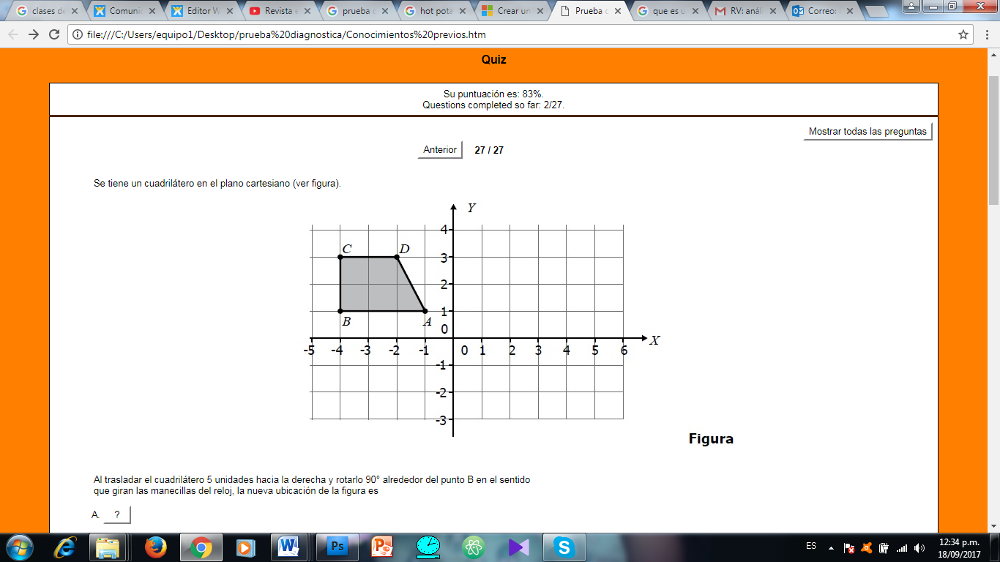 clases de
Comunic
Editor W
Revista e
prueba d
hot pota
Crear un
Prueba d
que es u
RV: análi
Correo:
file:///C:/Users/equipo1/Desktop/prueba%20diagnostica/Conocimientos%20previos.htm
Quiz
Su puntuación es: 83%.
Questions completed so far: 2/27.
Mostrar todas las preguntas
Anterior 27 / 27
Se tiene un cuadrilátero en el plano cartesiano (ver figura).
Y
4
C D
3
2
1
B A
0
X
-5 -4 -3 -2 -1 0 1 2 3 4 5 6
-1
-2
-3
Figura
Al trasladar el cuadrilátero 5 unidades hacia la derecha y rotarlo 90° alrededor del punto B en el sentido
que giran las manecillas del reloj, la nueva ubicación de la figura es
A. ?
ES
12:34 p.m.
18/09/2017